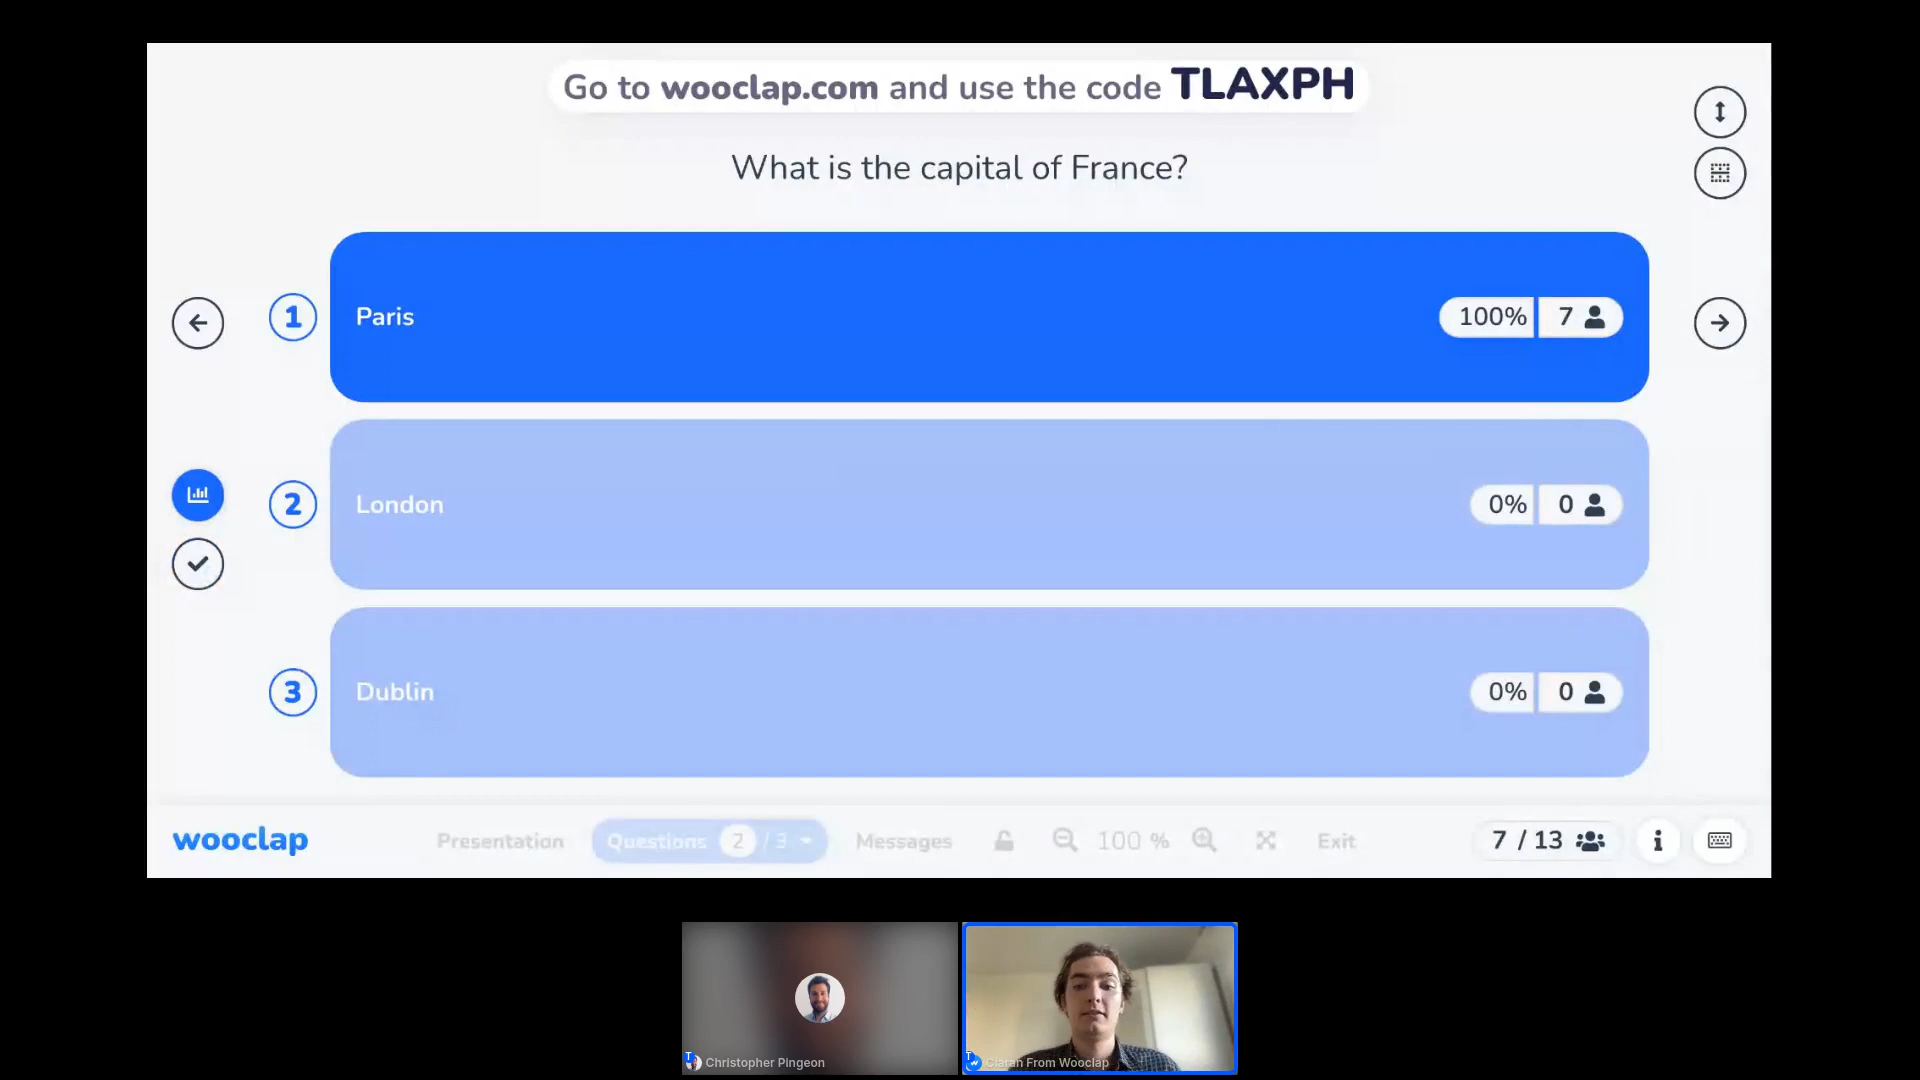 Go to wooclap.com and use the code TLAXPH
What is the capital of France?
1 Paris 100% 7
2 London 0% 0
3 Dublin 0% 0
wooclap Presentation Questions 2 / 3 Messages 100 % Exit 7 / 13 i
T Christopher Pingeon
T Ciaran From Wooclap